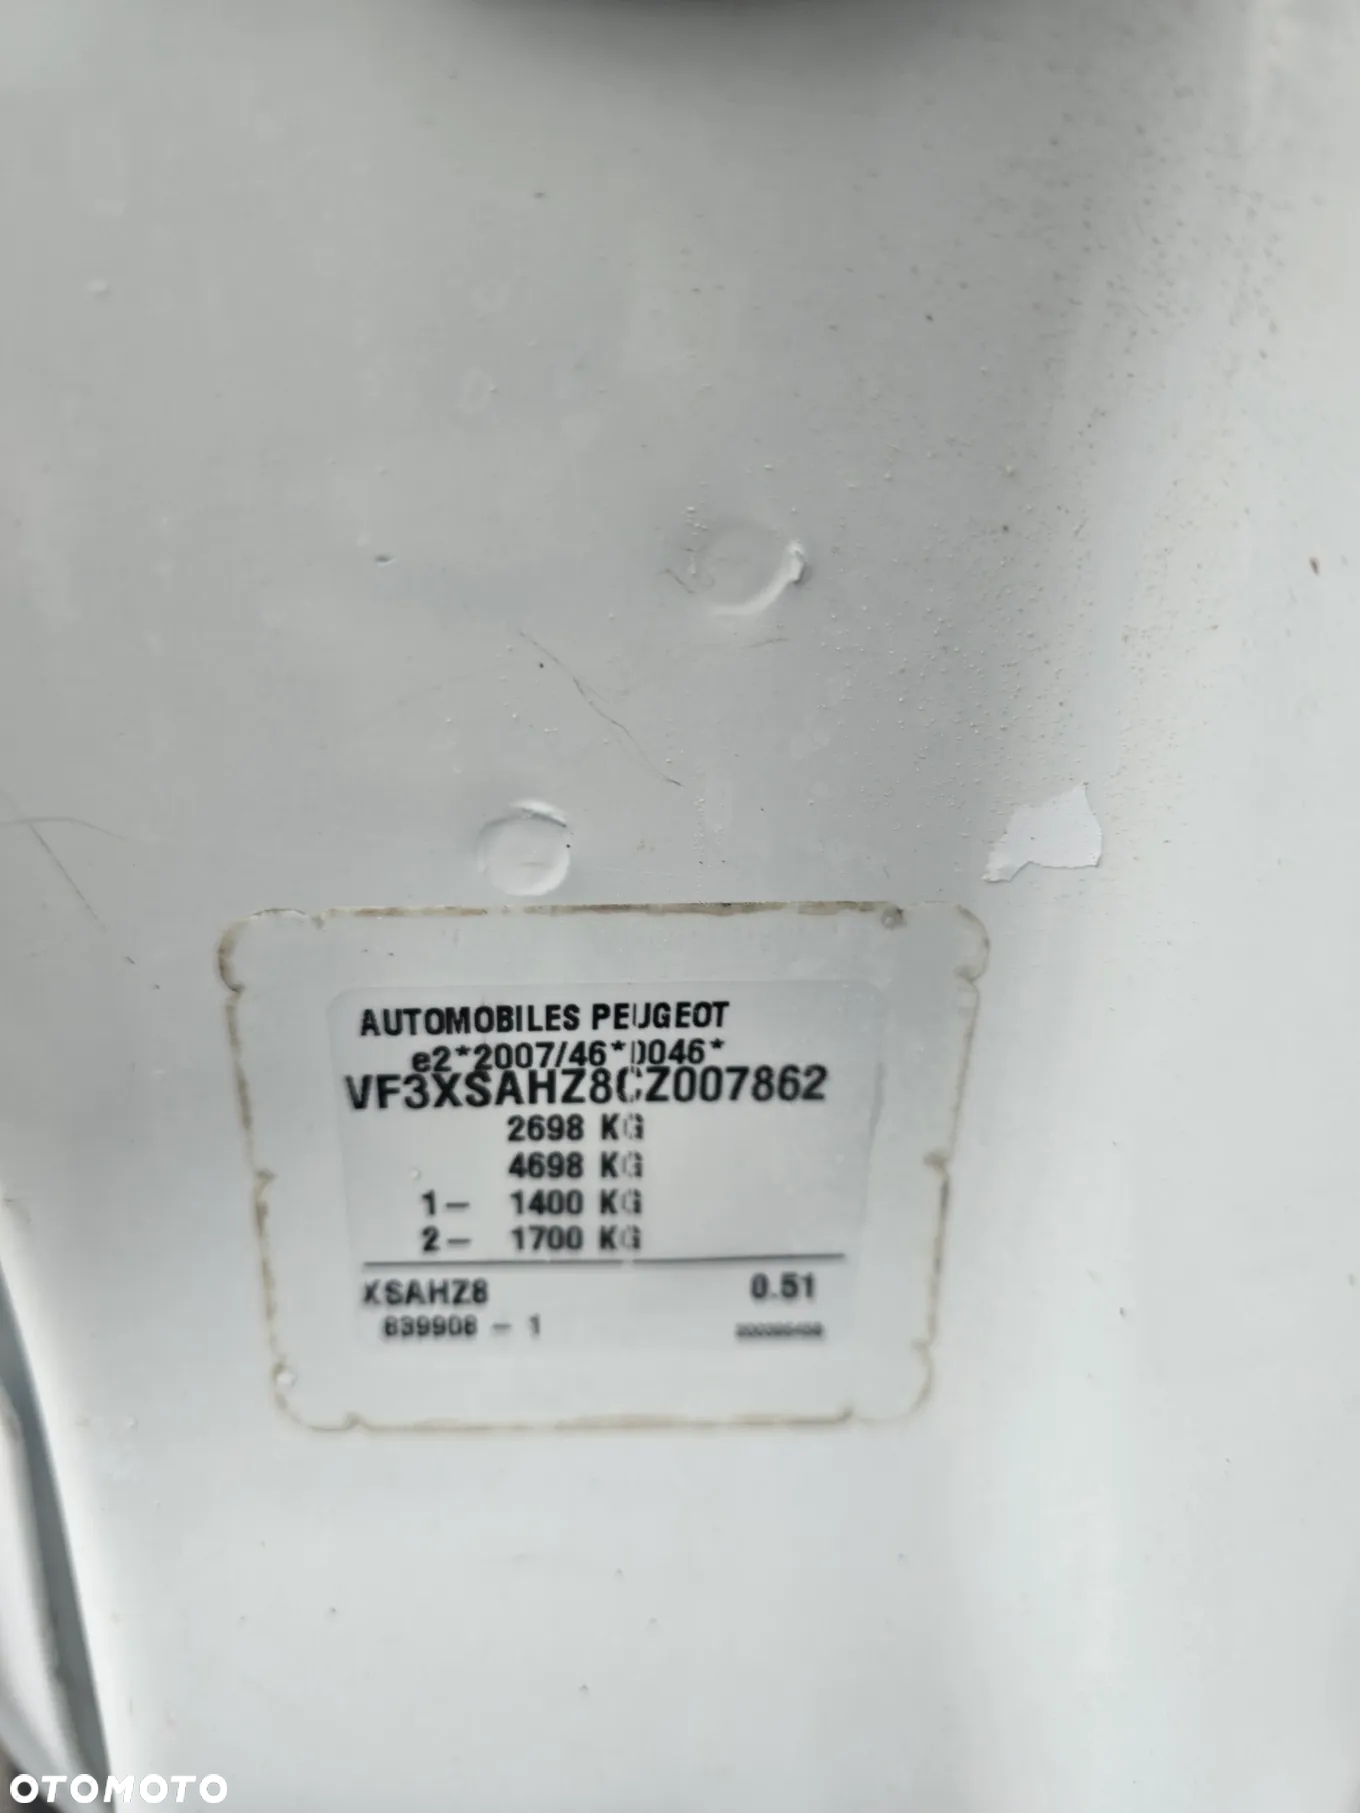 AUTOMOBILES PEUGEOT
e2*2007/46*0046*
VF3XSAHZ8CZ007862
2698 KG
4698 KG
1- 1400 KG
2- 1700 KG
XSAHZ8 0.51
839908 - 1
OTOMOTO